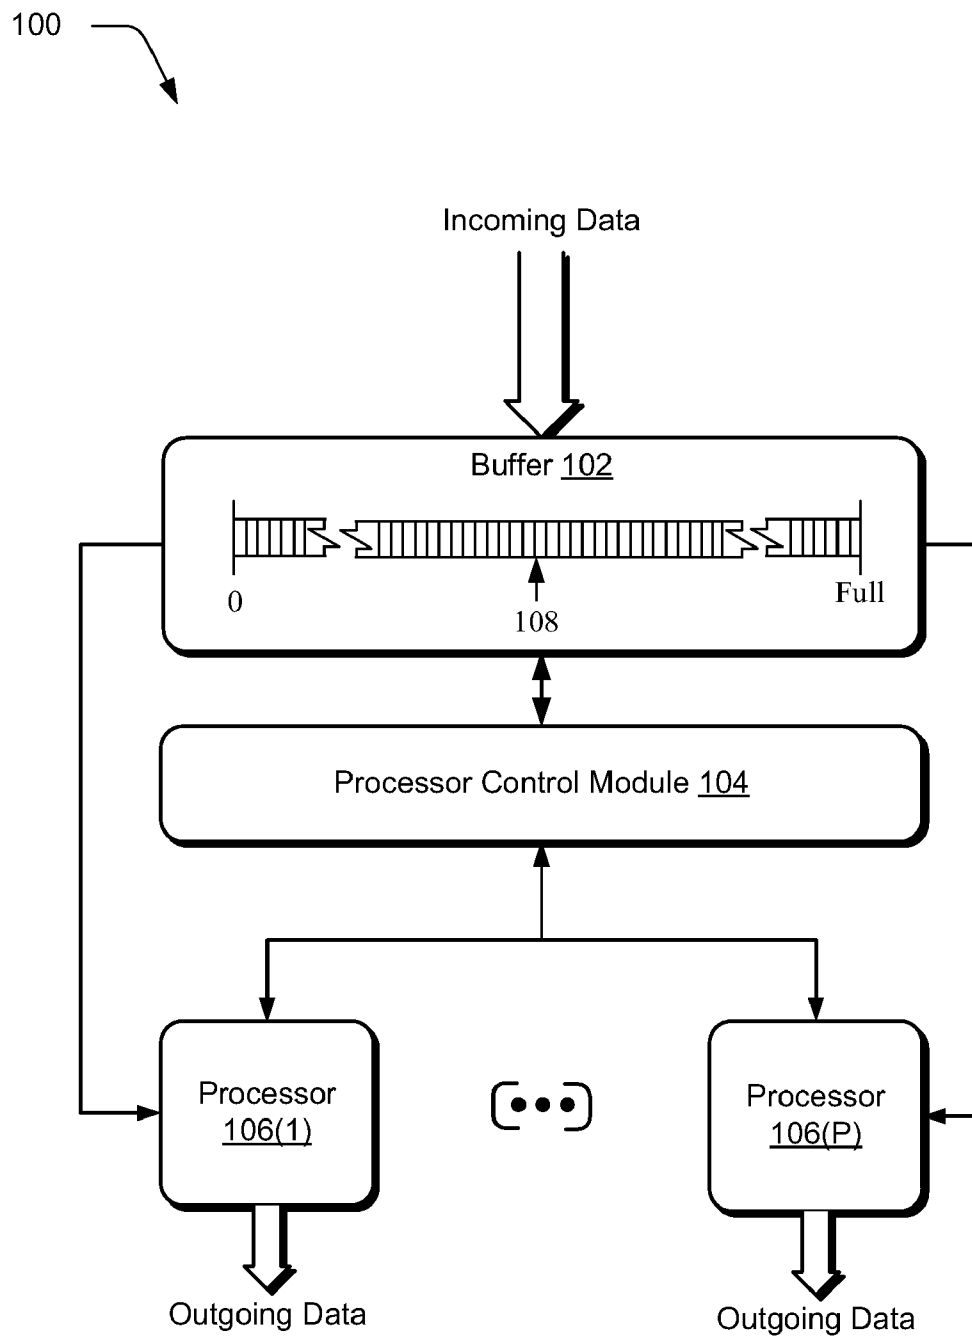 100
Incoming Data
Buffer 102
0
108
Full
Processor Control Module 104
Processor
106(1)
Processor
106(P)
Outgoing Data
Outgoing Data